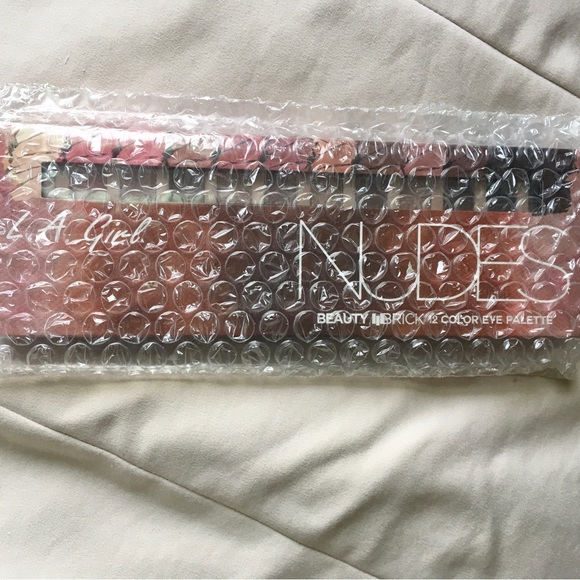 L.A. Girl
NUDES
BEAUTY BRICK 12 COLOR EYE PALETTE